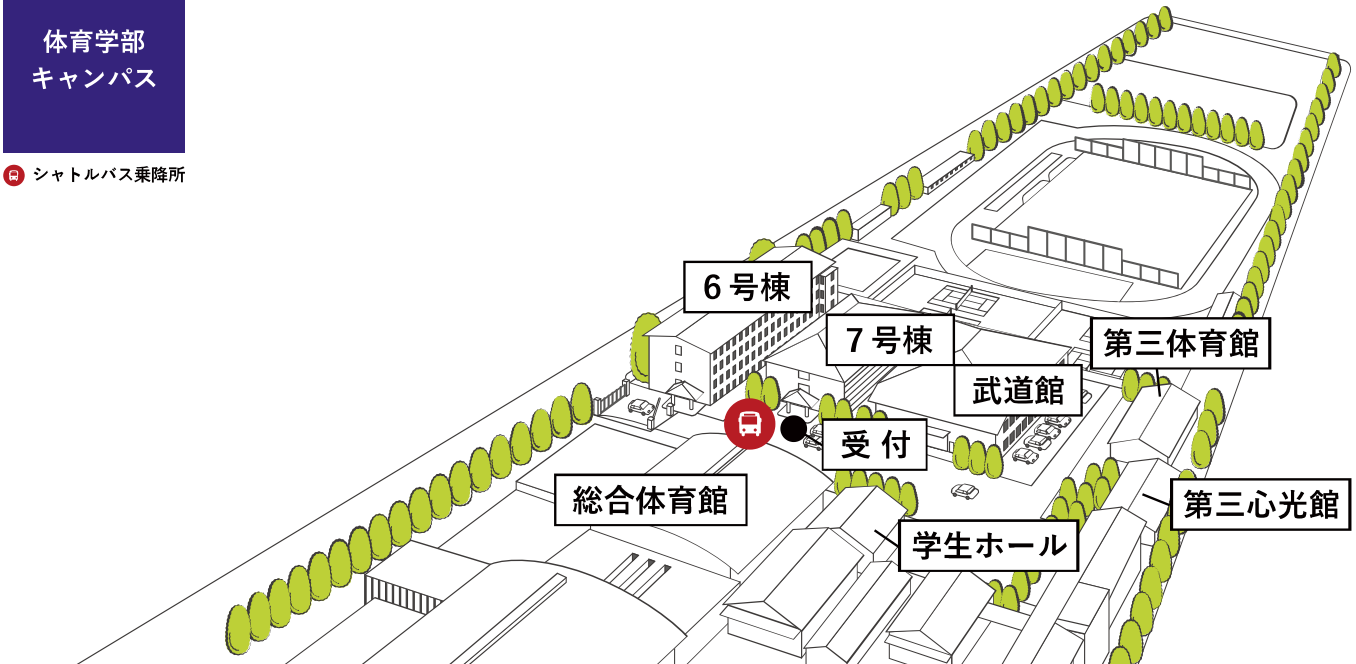 体育学部
キャンパス
シャトルバス乗降所
6号棟
7号棟
第三体育館
武道館
受付
総合体育館
第三心光館
学生ホール